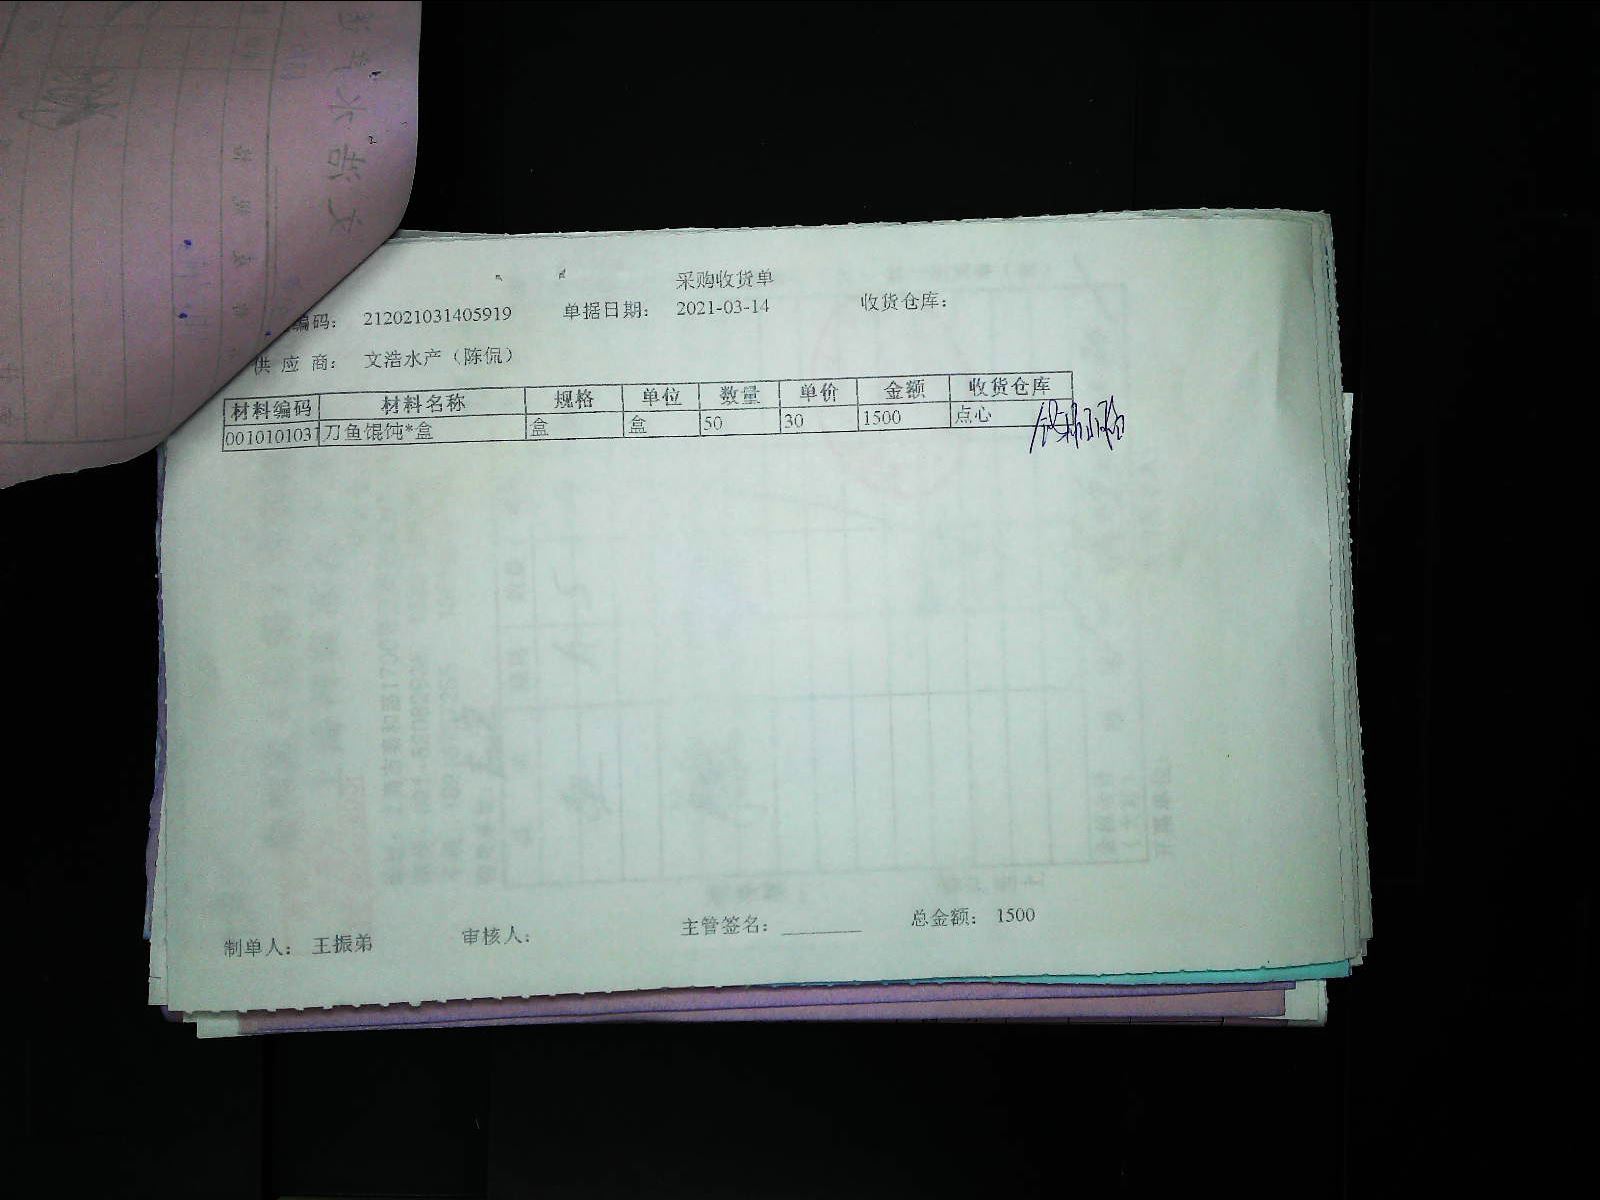 采购收货单
编码： 212021031405919 单据日期： 2021-03-14 收货仓库：
供 应 商： 文浩水产（陈侃）
材料编码 材料名称 规格 单位 数量 单价 金额 收货仓库
0010101031 刀鱼馄饨*盒 盒 盒 50 30 1500 点心
制单人： 王振弟 审核人： 主管签名： ________ 总金额： 1500